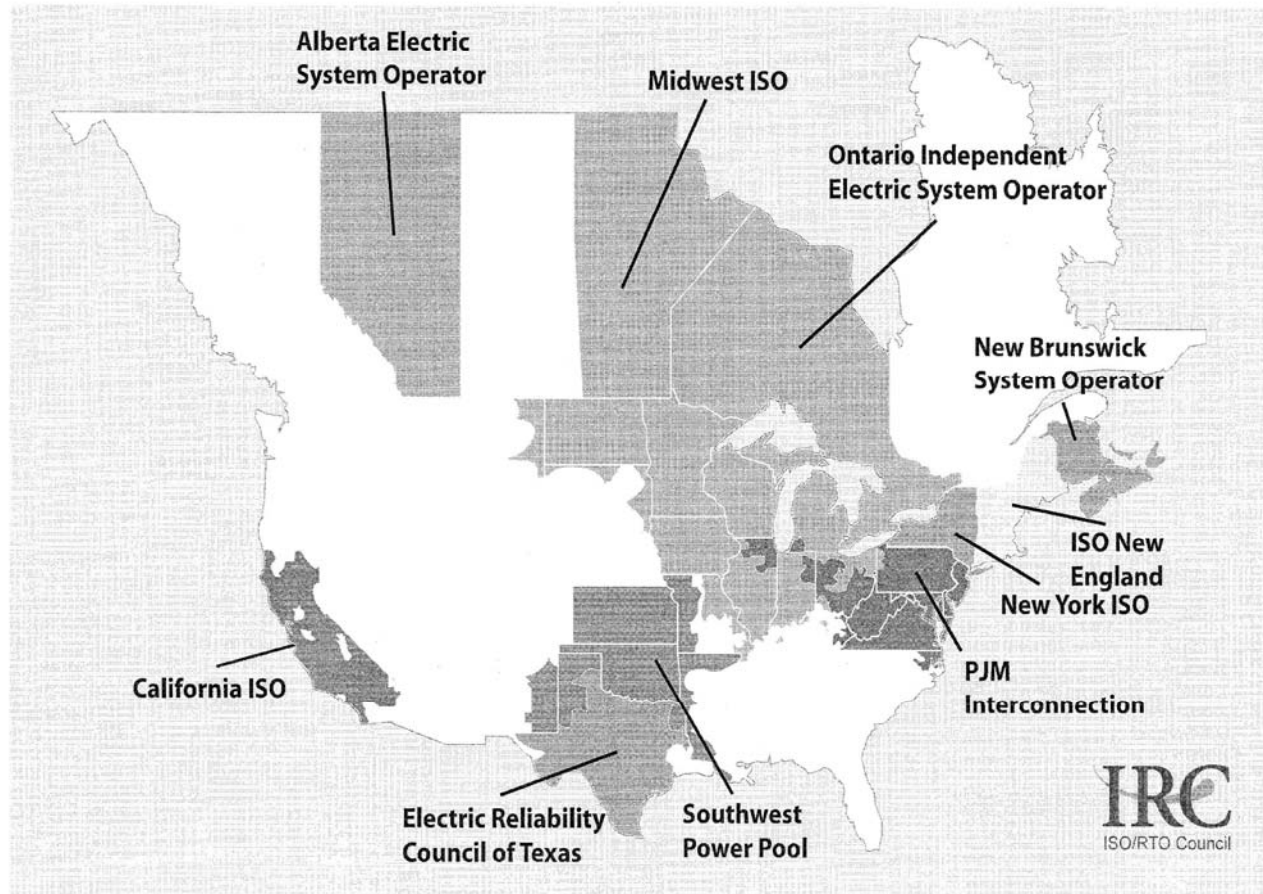 Alberta Electric
System Operator
Midwest ISO
Ontario Independent
Electric System Operator
New Brunswick
System Operator
ISO New
England
New York ISO
PJM
Interconnection
California ISO
Electric Reliability
Council of Texas
Southwest
Power Pool
IRC
ISO/RTO Council